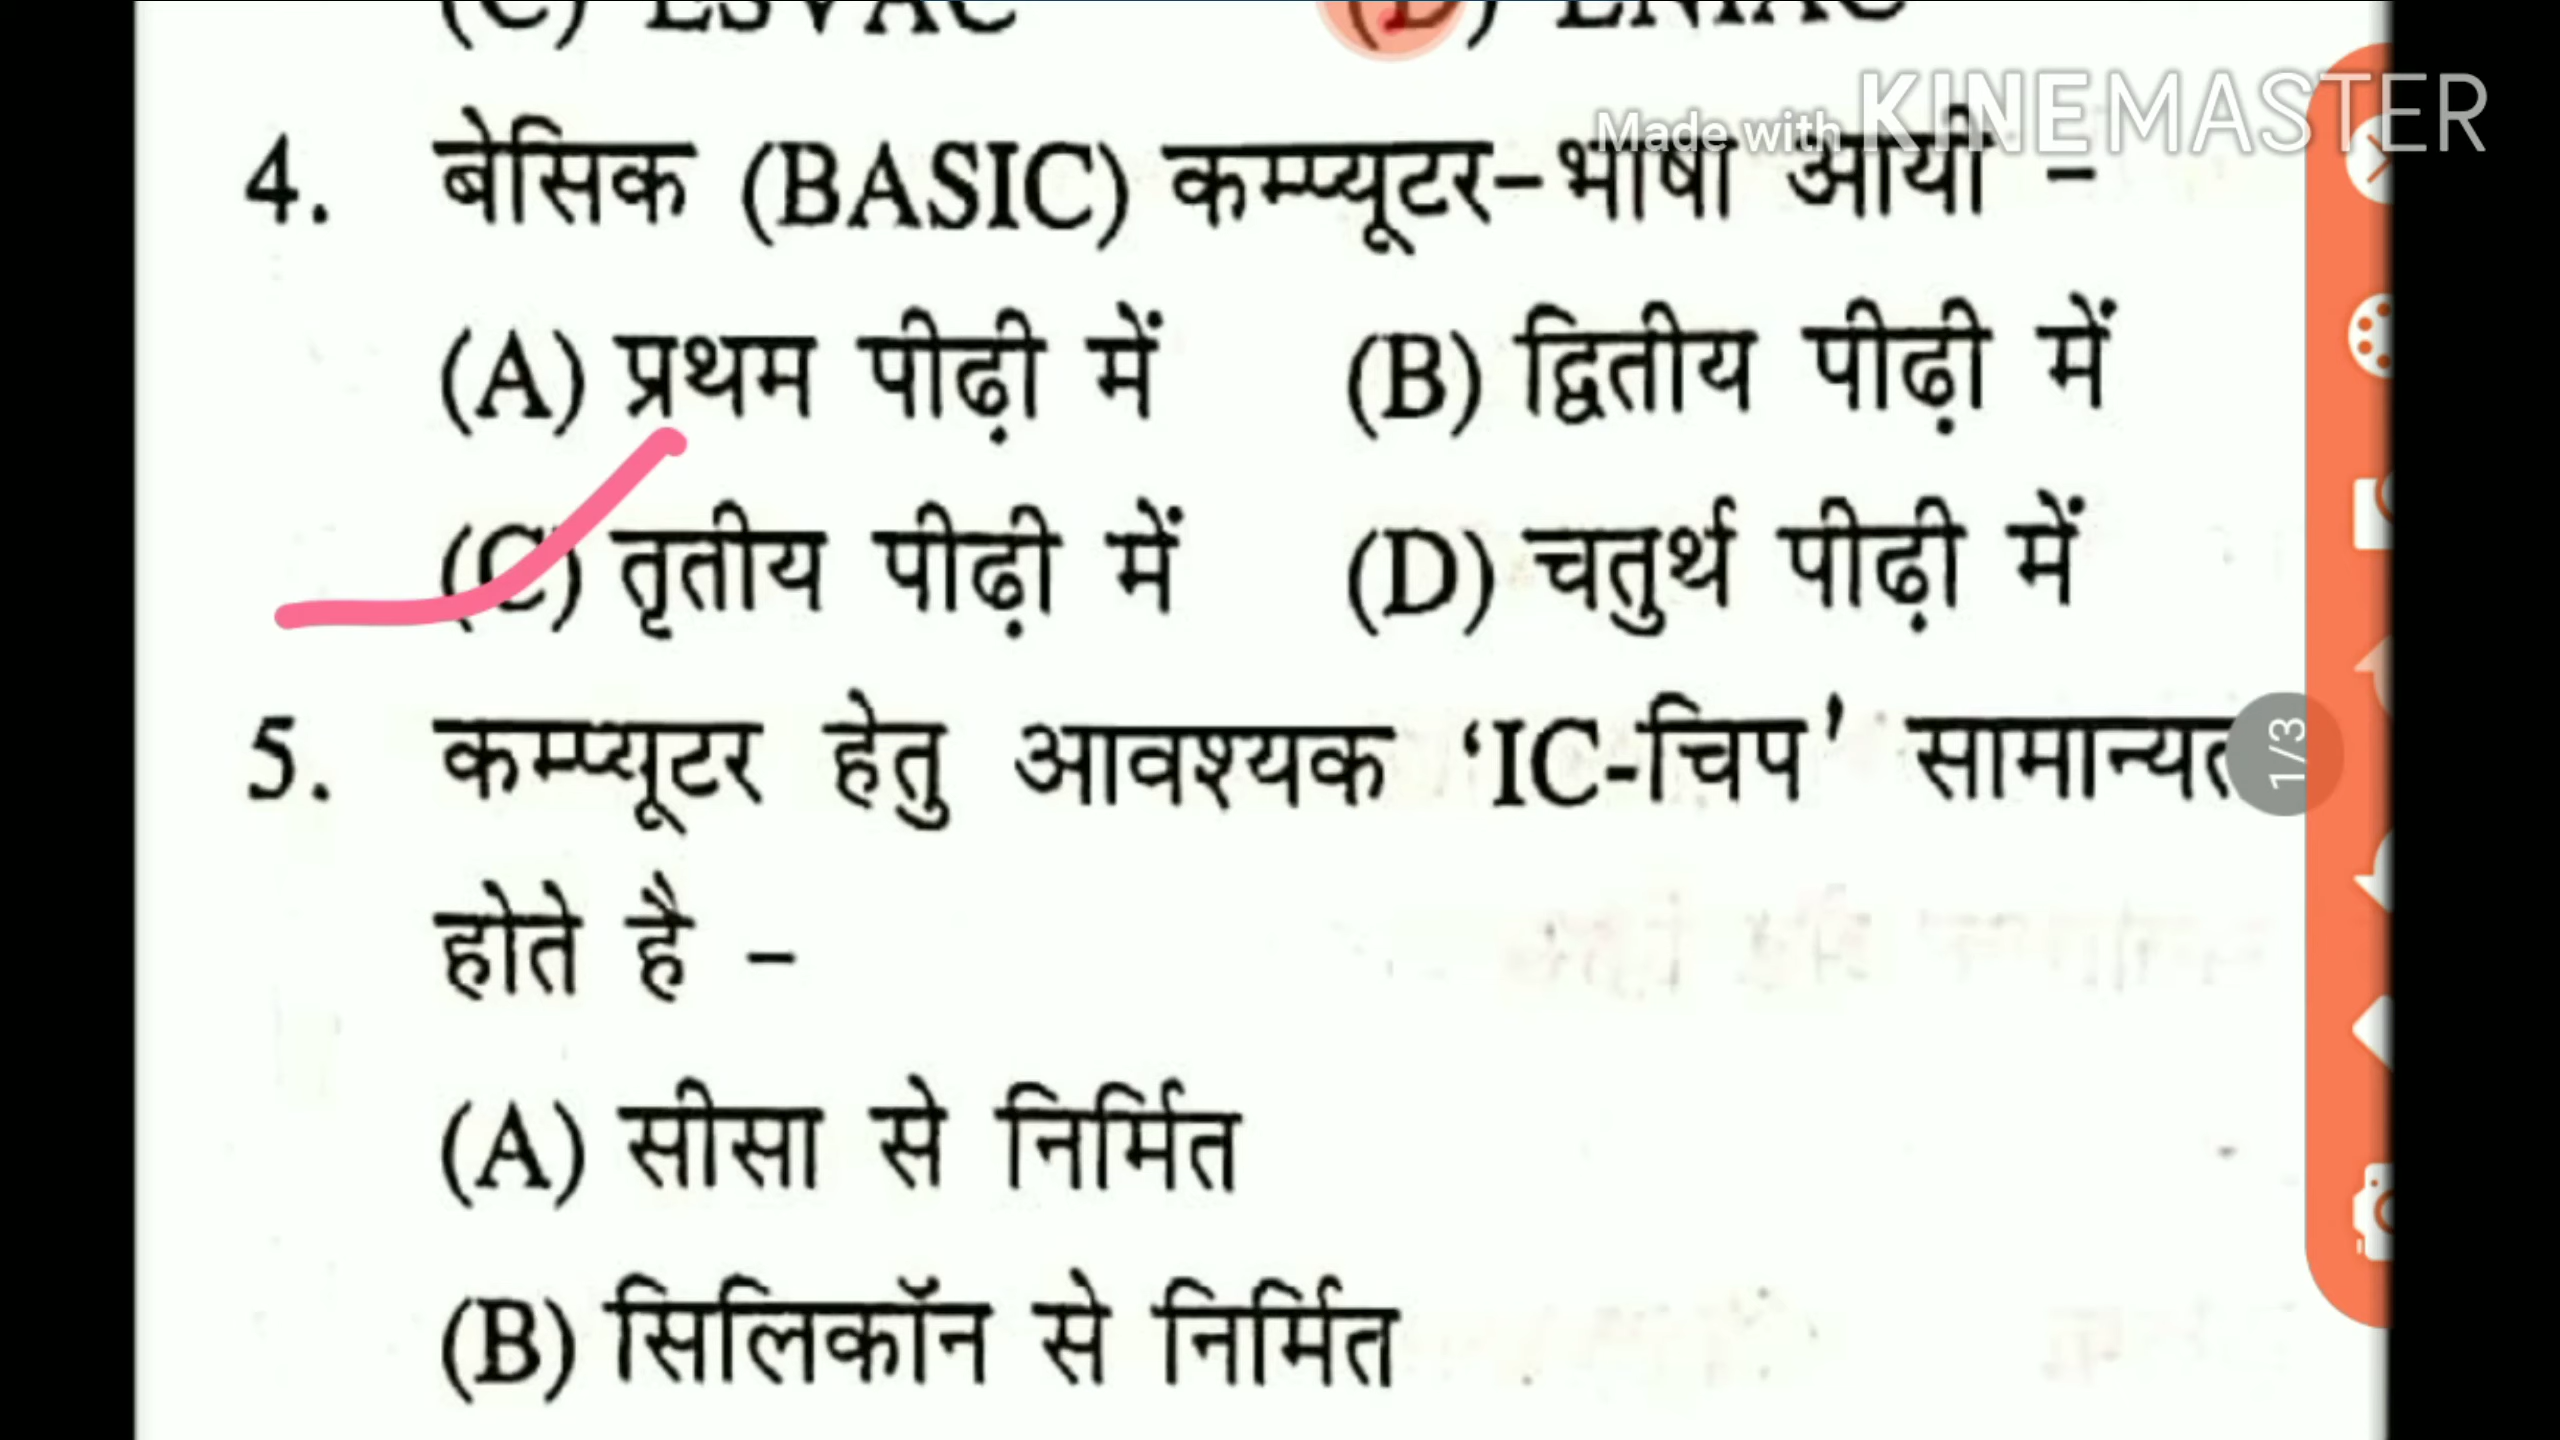 Made with KINEMASTER
4. बेसिक (BASIC) कम्प्यूटर-भाषा आयी -
(A) प्रथम पीढ़ी में (B) द्वितीय पीढ़ी में
(C) तृतीय पीढ़ी में (D) चतुर्थ पीढ़ी में
5. कम्प्यूटर हेतु आवश्यक ‘IC-चिप’ सामान्यत
1/3
होते है -
(A) सीसा से निर्मित
(B) सिलिकॉन से निर्मित